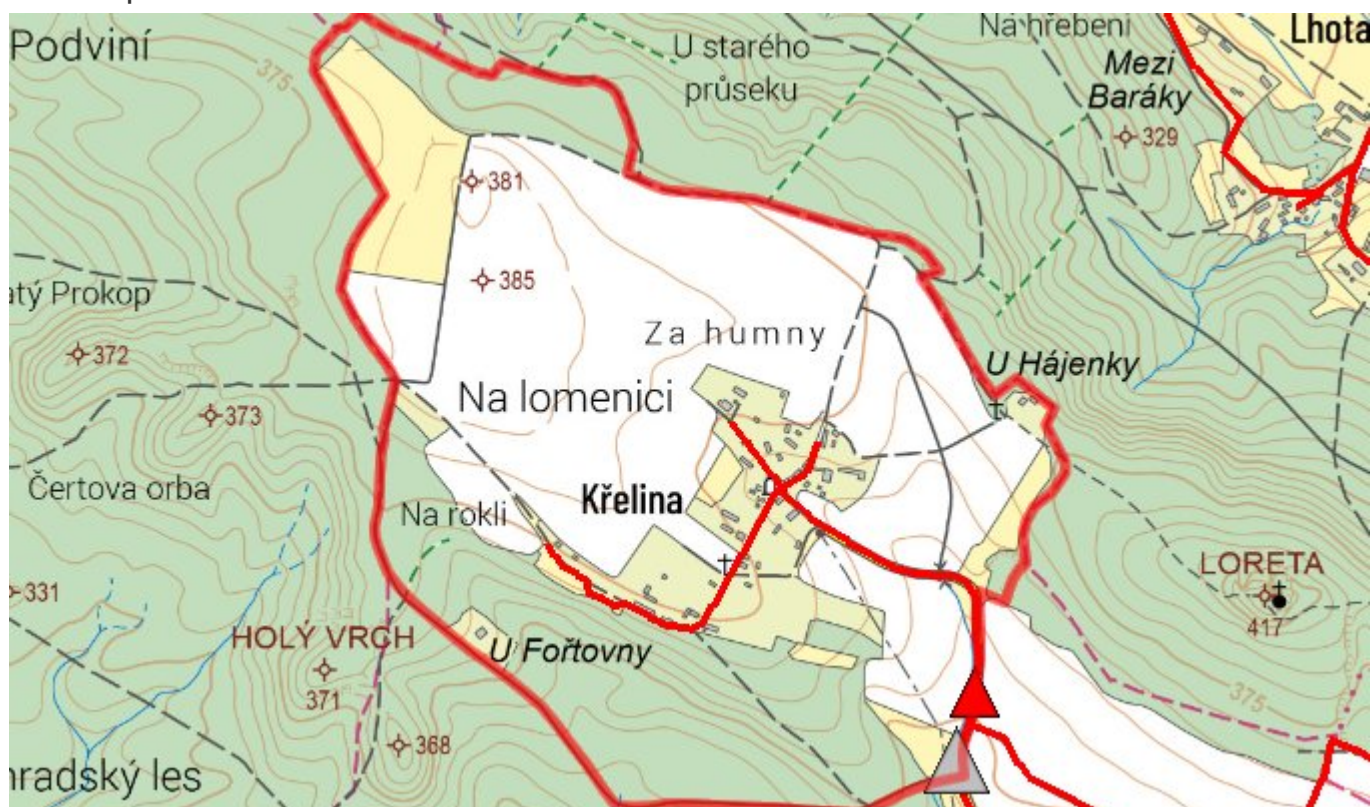 Podviní
375
U starého
průseku
Na hřebeni
Mezi
Baráky
329
Lhota
381
385
atý Prokop
372
373
Čertova orba
Za humny
U Hájenky
Na lomenici
Křelina
Na rokli
331
HOLÝ VRCH
371
368
U Fořtovny
LORETA
417
375
hradský les